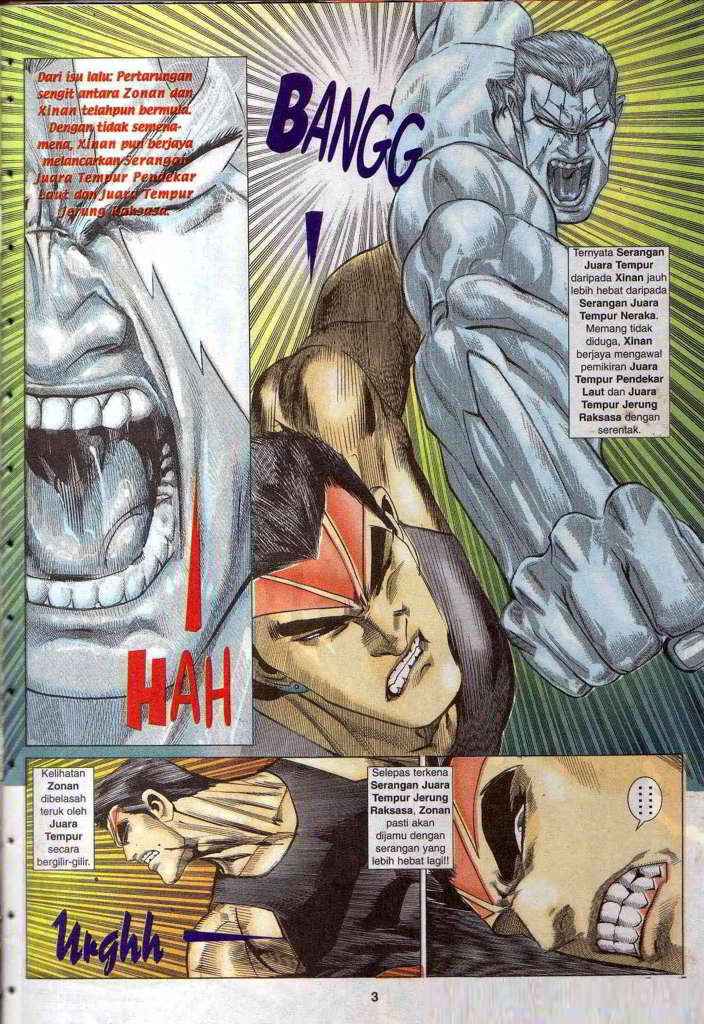 Dari isu lalu: Pertarungan
sengit antara Zonan dan
Xinan telahpun bermula.
Dengan tidak semena-
mena, Xinan pun berjaya
melancarkan Serangan
Juara Tempur Pendekar
Laut dan Juara Tempur
Jerung Raksasa.
BANGG
!
Ternyata Serangan
Juara Tempur
daripada Xinan jauh
lebih hebat daripada
Serangan Juara
Tempur Neraka.
Memang tidak
diduga, Xinan
berjaya mengawal
pemikiran Juara
Tempur Pendekar
Laut dan Juara
Tempur Jerung
Raksasa dengan
serentak.
HAH
!
Kelihatan
Zonan
dibelasah
teruk oleh
Juara
Tempur
secara
bergilir-gilir.
Urghh
!
Selepas terkena
Serangan Juara
Tempur Jerung
Raksasa, Zonan
pasti akan
dijamu dengan
serangan yang
lebih hebat lagi!!
3